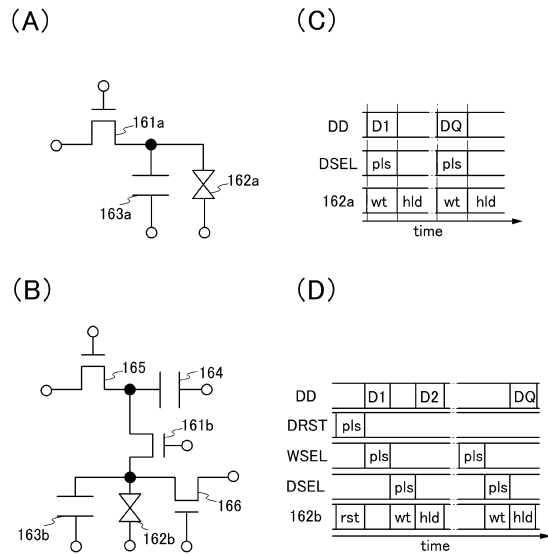 (A)
161a
163a
162a
(C)
DD D1 DQ
DSEL pls pls
162a wt hld wt hld
time
(B)
165
164
161b
166
163b
162b
(D)
DD D1 D2 DQ
DRST pls
WSEL pls pls
DSEL pls pls
162b rst wt hld wt hld
time